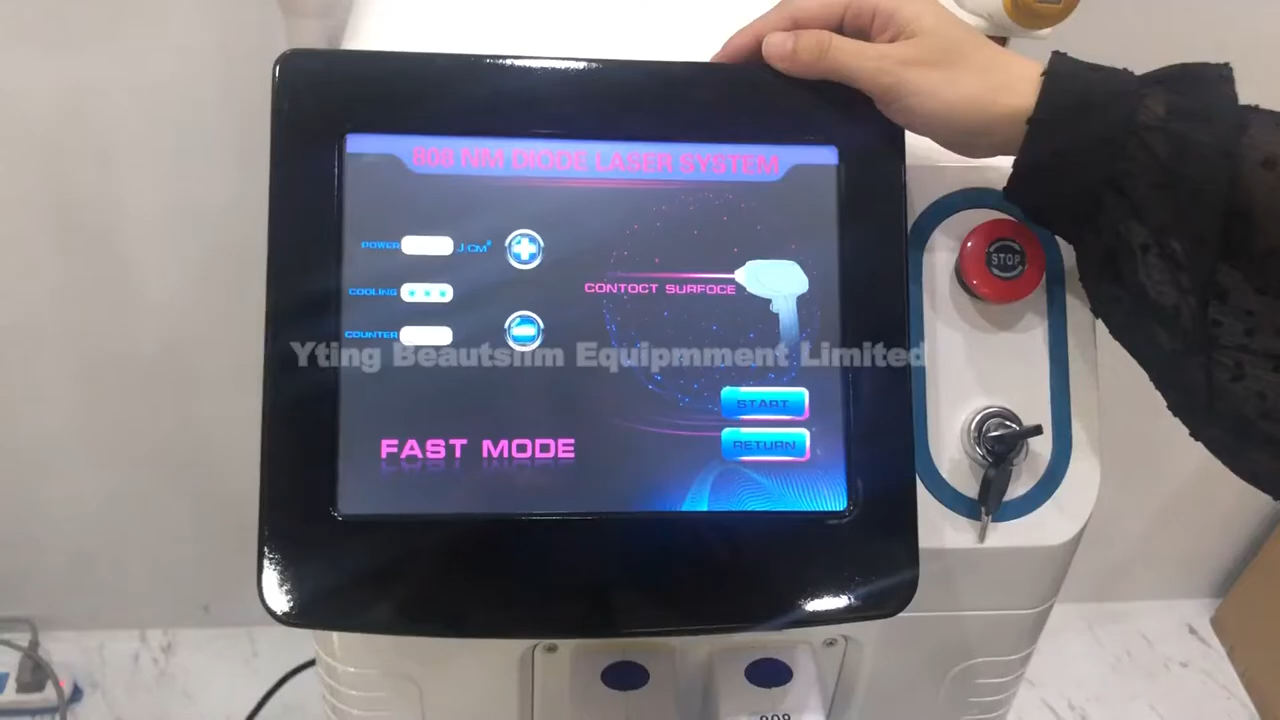 808 NM DIODE LASER SYSTEM
POWER J/CM²
COOLING
CONTOCT SURFOCE
COUNTER
Yting Beautslim Equipmment Limited
START
RETURN
FAST MODE
STOP
808